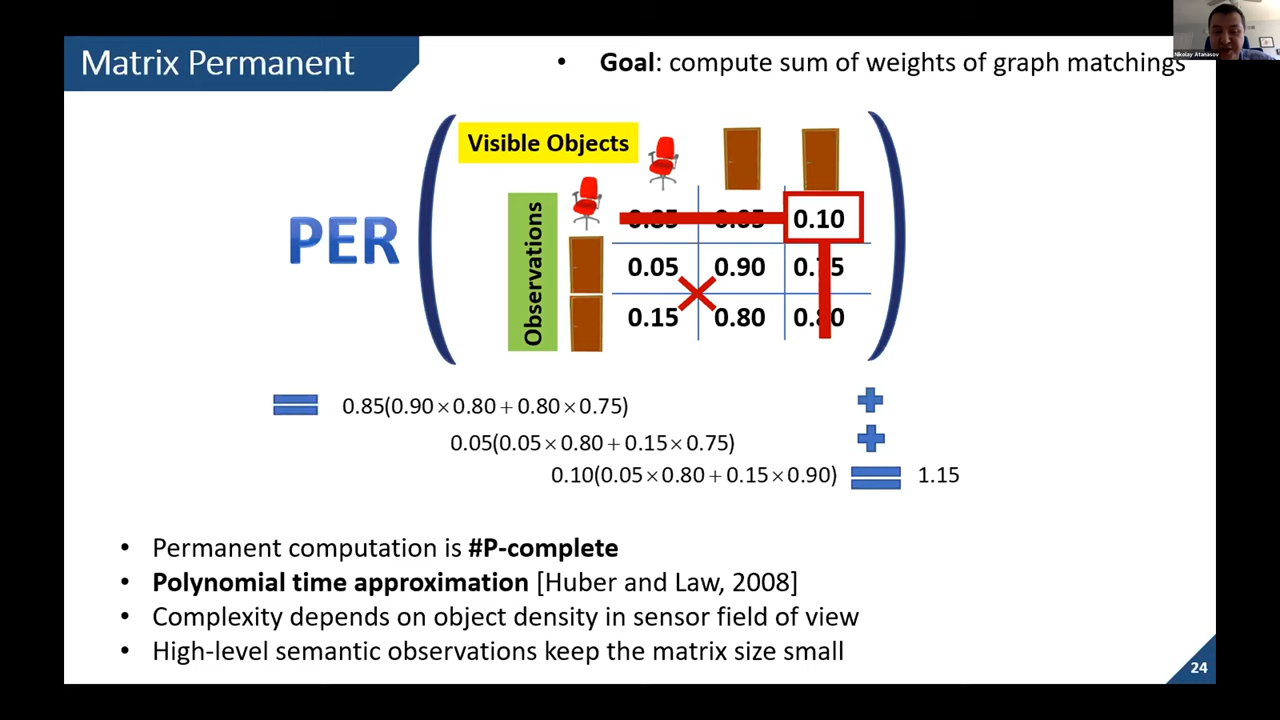 Matrix Permanent
• Goal: compute sum of weights of graph matchings
Nikolay Atanasov
Visible Objects
PER
Observations
0.85 0.05 0.10
0.05 0.90 0.75
0.15 0.80 0.80
= 0.85(0.90×0.80+0.80×0.75) +
0.05(0.05×0.80+0.15×0.75) +
0.10(0.05×0.80+0.15×0.90) = 1.15
• Permanent computation is #P-complete
• Polynomial time approximation [Huber and Law, 2008]
• Complexity depends on object density in sensor field of view
• High-level semantic observations keep the matrix size small
24